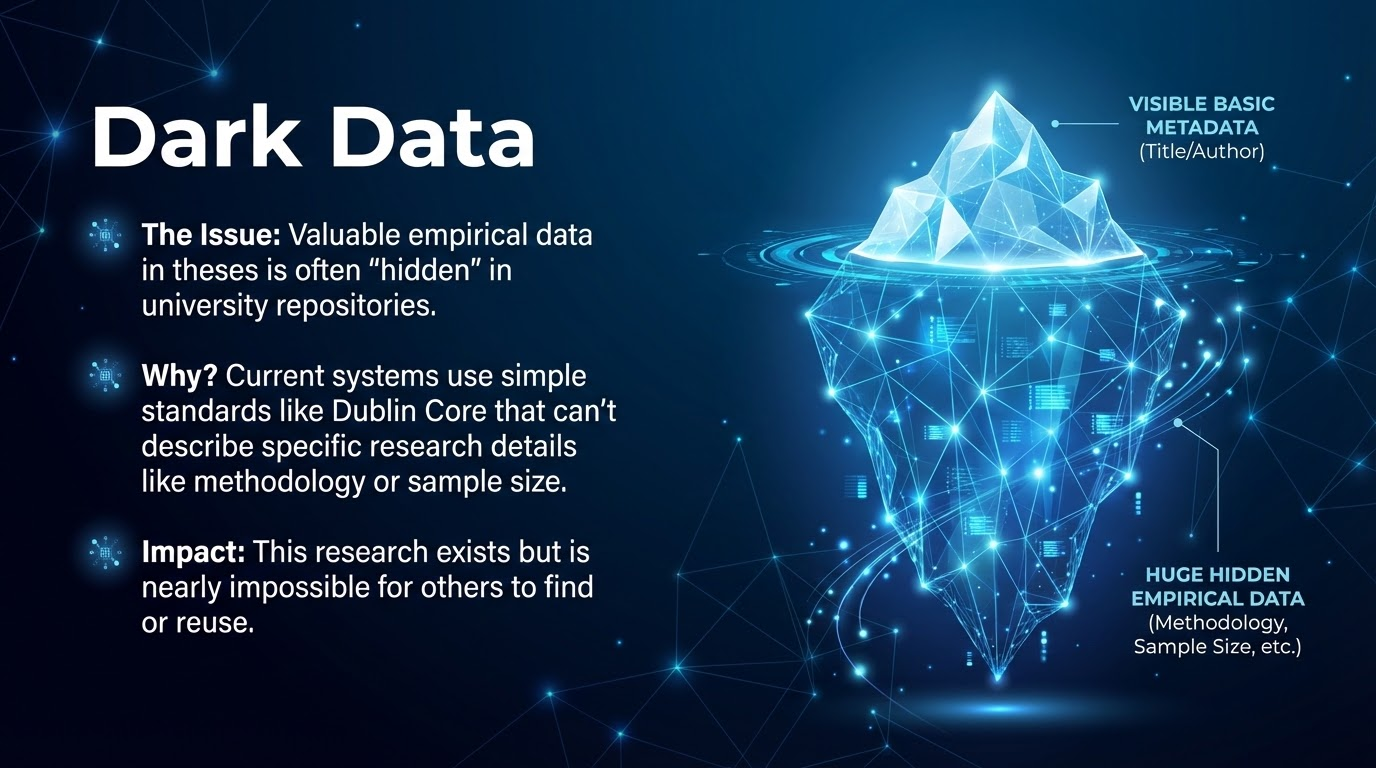 Dark Data
The Issue: Valuable empirical data
in theses is often “hidden” in
university repositories.
Why? Current systems use simple
standards like Dublin Core that can’t
describe specific research details
like methodology or sample size.
Impact: This research exists but is
nearly impossible for others to find
or reuse.
VISIBLE BASIC
METADATA
(Title/Author)
HUGE HIDDEN
EMPIRICAL DATA
(Methodology,
Sample Size, etc.)